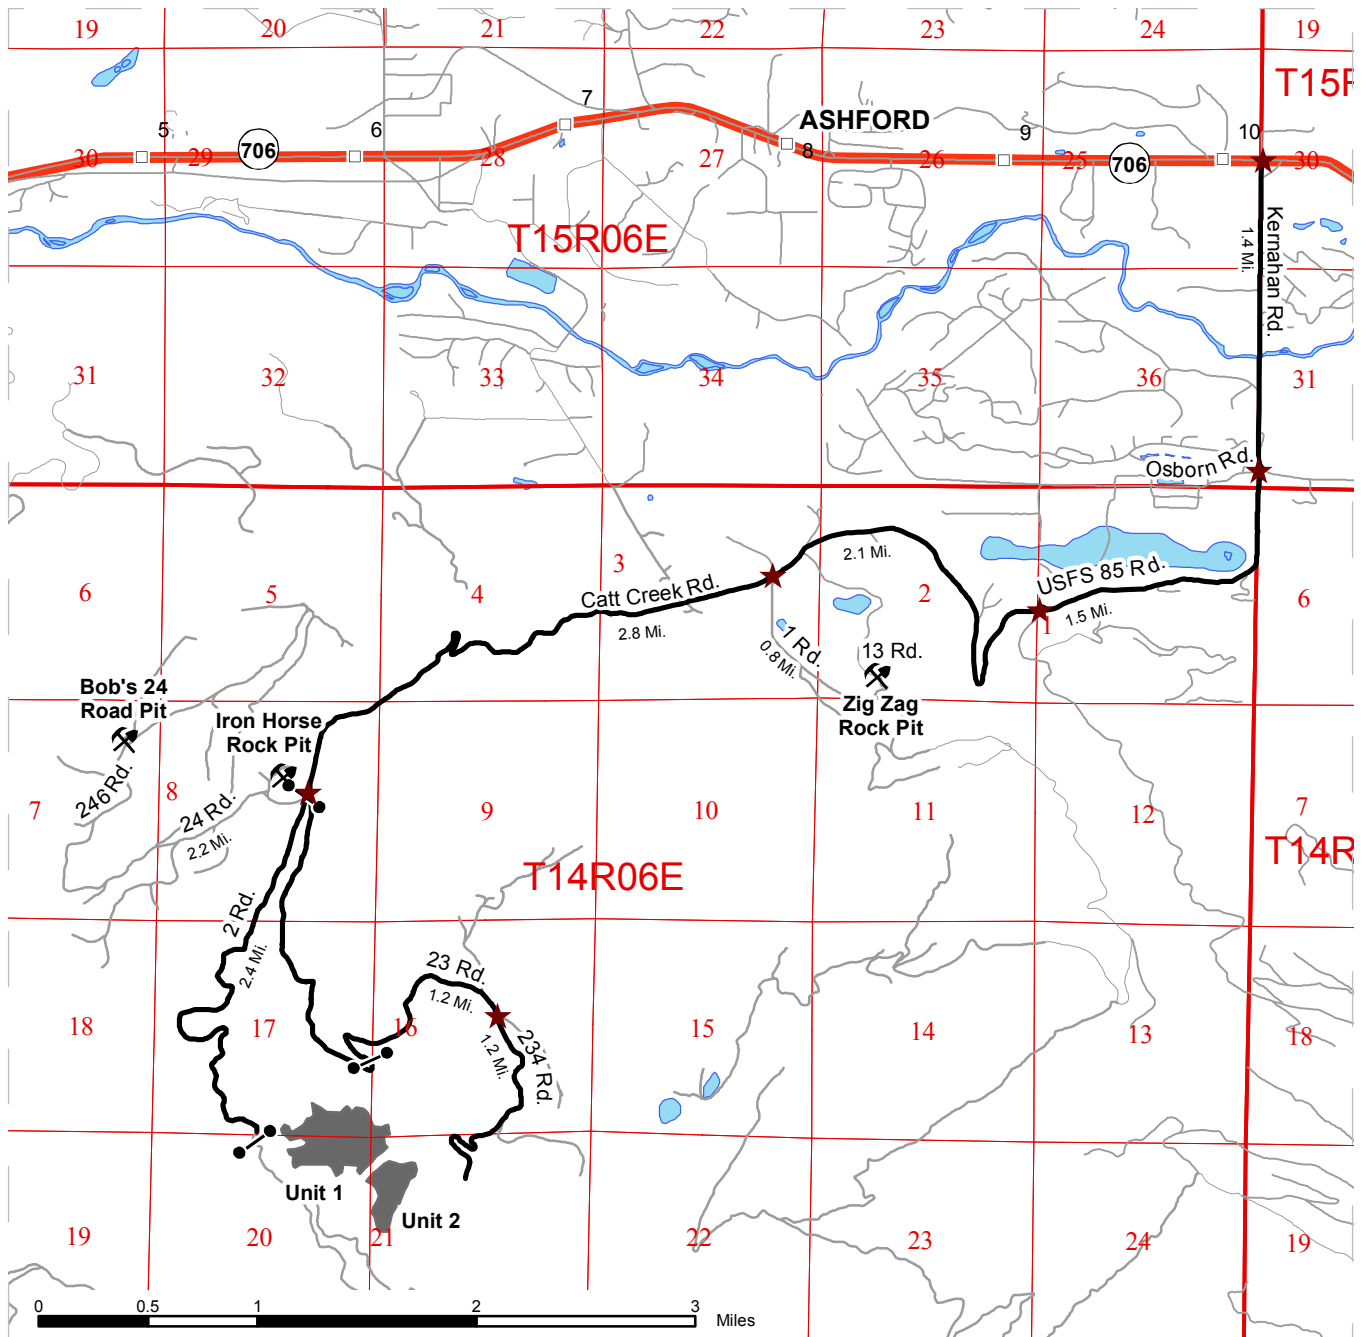 19
20
21
22
23
24
19
T15R
5
6
7
ASHFORD
8
9
10
30
29
706
28
27
26
25
706
30
T15R06E
Kernahan Rd.
1.4 Mi.
31
32
33
34
35
36
31
Osborn Rd.
6
5
4
3
2
1
6
2.1 Mi.
USFS 85 Rd.
1.5 Mi.
Catt Creek Rd.
2.8 Mi.
1 Rd.
0.8 Mi.
13 Rd.
Zig Zag
Rock Pit
Bob's 24
Road Pit
Iron Horse
Rock Pit
246 Rd.
24 Rd.
2.2 Mi.
7
8
9
10
11
12
7
T14R06E
T14R
2 Rd.
2.4 Mi.
23 Rd.
1.2 Mi.
234 Rd.
1.2 Mi.
18
17
16
15
14
13
18
Unit 1
Unit 2
19
20
21
22
23
24
19
0
0.5
1
2
3
Miles